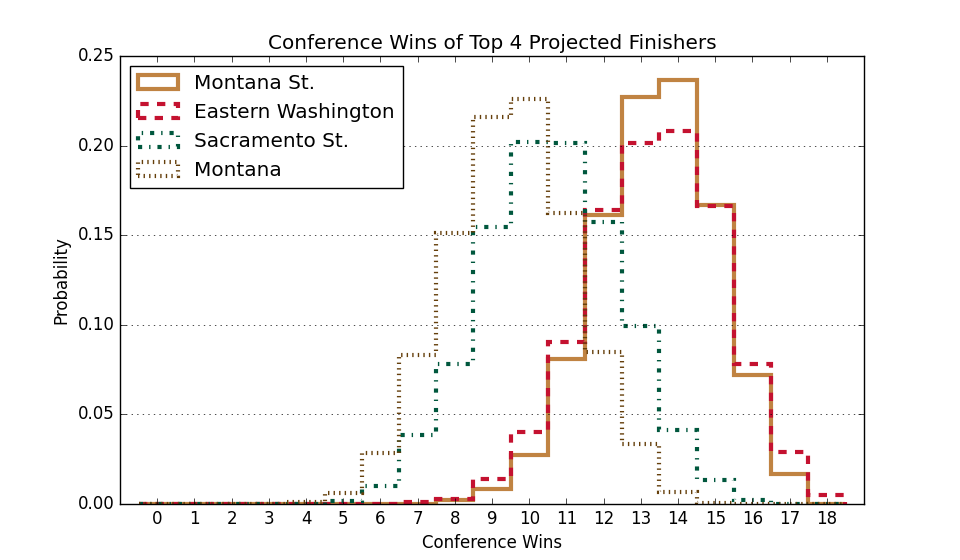 Conference Wins of Top 4 Projected Finishers
0.25
0.20
0.15
0.10
0.05
0.00
Probability
Montana St.
Eastern Washington
Sacramento St.
Montana
0 1 2 3 4 5 6 7 8 9 10 11 12 13 14 15 16 17 18
Conference Wins